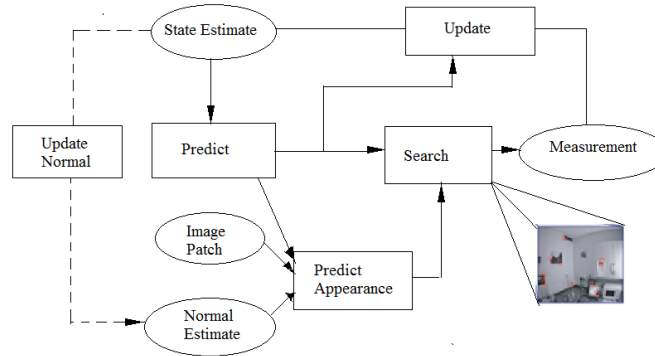 State Estimate
Update
Update
Normal
Predict
Search
Measurement
Image
Patch
Predict
Appearance
Normal
Estimate